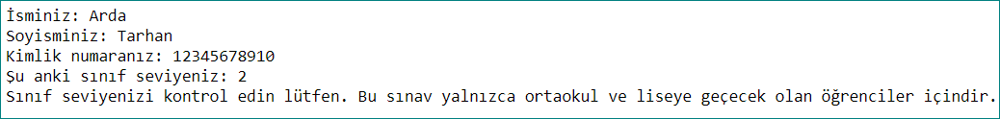 İsminiz: Arda
Soyisminiz: Tarhan
Kimlik numaranız: 12345678910
Şu anki sınıf seviyeniz: 2
Sınıf seviyenizi kontrol edin lütfen. Bu sınav yalnızca ortaokul ve liseye geçecek olan öğrenciler içindir.